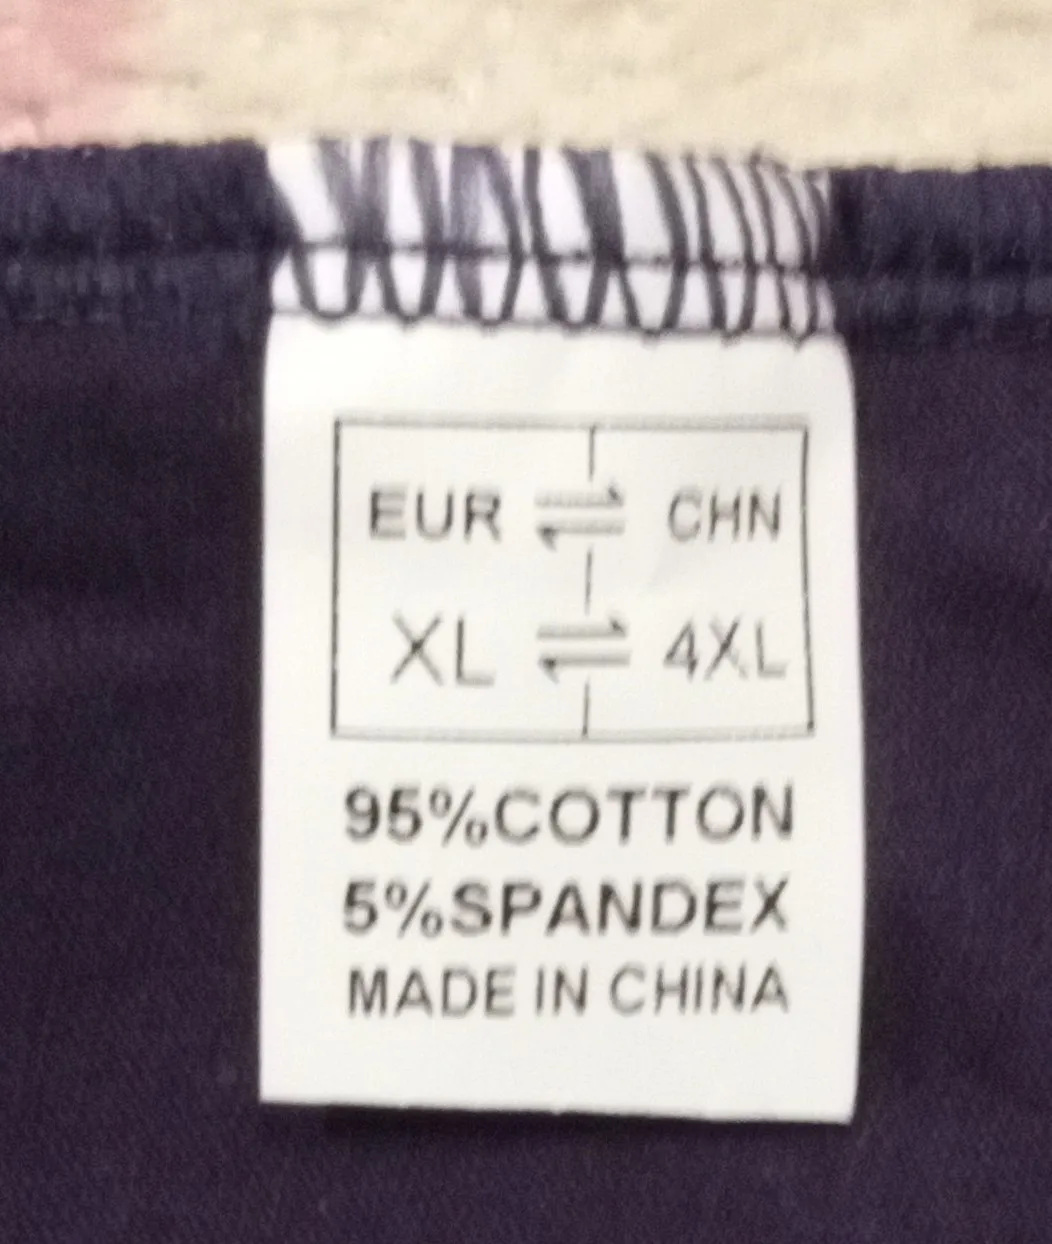 EUR ⇌ CHN
XL ⇌ 4XL
95%COTTON
5%SPANDEX
MADE IN CHINA